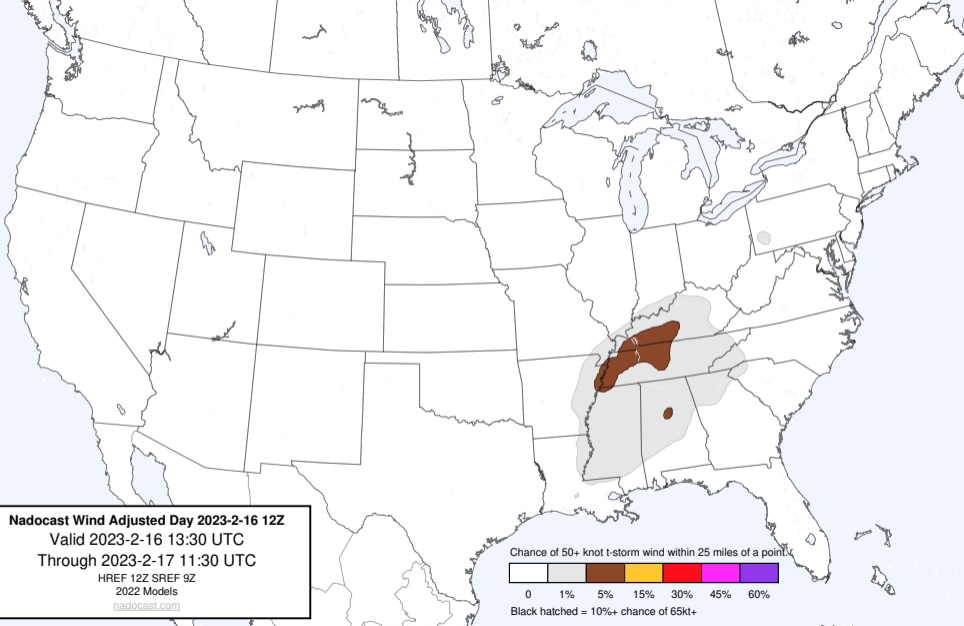 Nadocast Wind Adjusted Day 2023-2-16 12Z
Valid 2023-2-16 13:30 UTC
Through 2023-2-17 11:30 UTC
HREF 12Z SREF 9Z
2022 Models
nadocast.com
Chance of 50+ knot t-storm wind within 25 miles of a point.
0 1% 5% 15% 30% 45% 60%
Black hatched = 10%+ chance of 65kt+